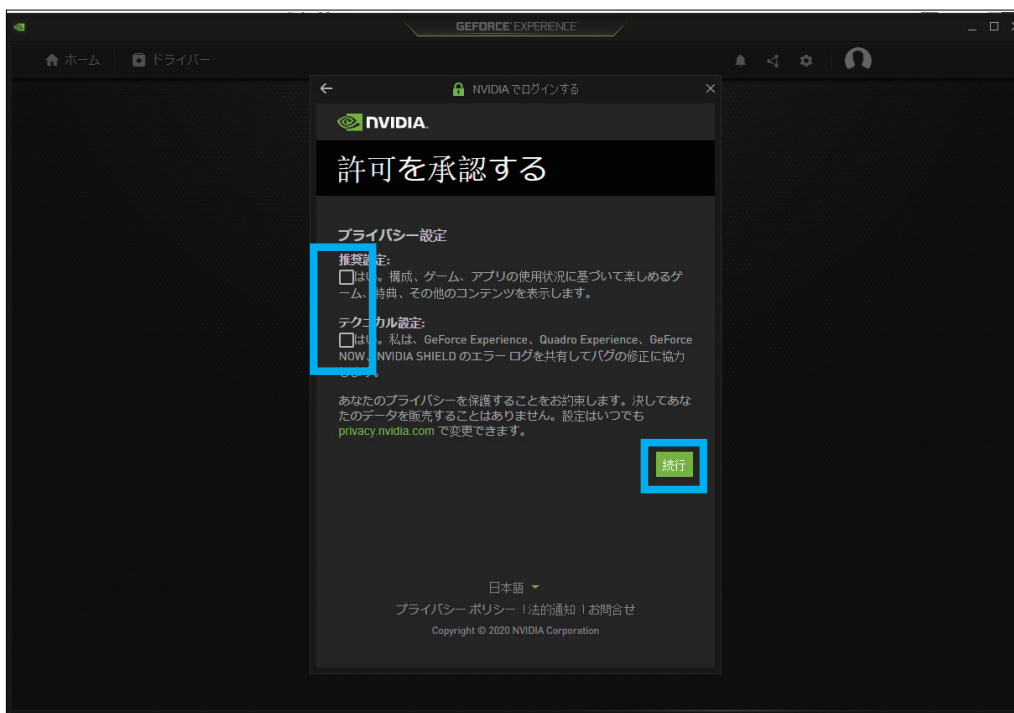 GEFORCE EXPERIENCE
ホーム ドライバー
NVIDIA でログインする
NVIDIA.
許可を承認する
プライバシー設定
推奨設定:
はい。構成、ゲーム、アプリの使用状況に基づいて楽しめるゲ
ーム、特典、その他のコンテンツを表示します。
テクニカル設定:
はい。私は、GeForce Experience、Quadro Experience、GeForce
NOW、NVIDIA SHIELD のエラー ログを共有してバグの修正に協力
します。
あなたのプライバシーを保護することをお約束します。決してあな
たのデータを販売することはありません。設定はいつでも
privacy.nvidia.com で変更できます。
続行
日本語
プライバシー ポリシー | 法的通知 | お問合せ
Copyright © 2020 NVIDIA Corporation